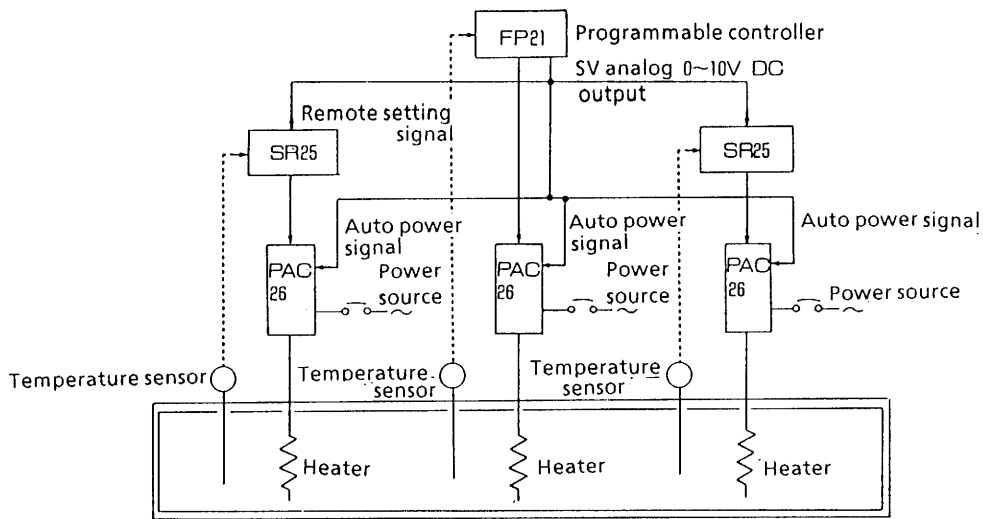 FP21
Programmable controller
SV analog 0~10V DC
output
Remote setting
signal
SR25
SR25
Auto power
signal
Auto power
signal
Auto power signal
PAC
26
Power
source
PAC
26
Power
source
PAC
26
Power source
Temperature sensor
Temperature
sensor
Temperature
sensor
Heater
Heater
Heater